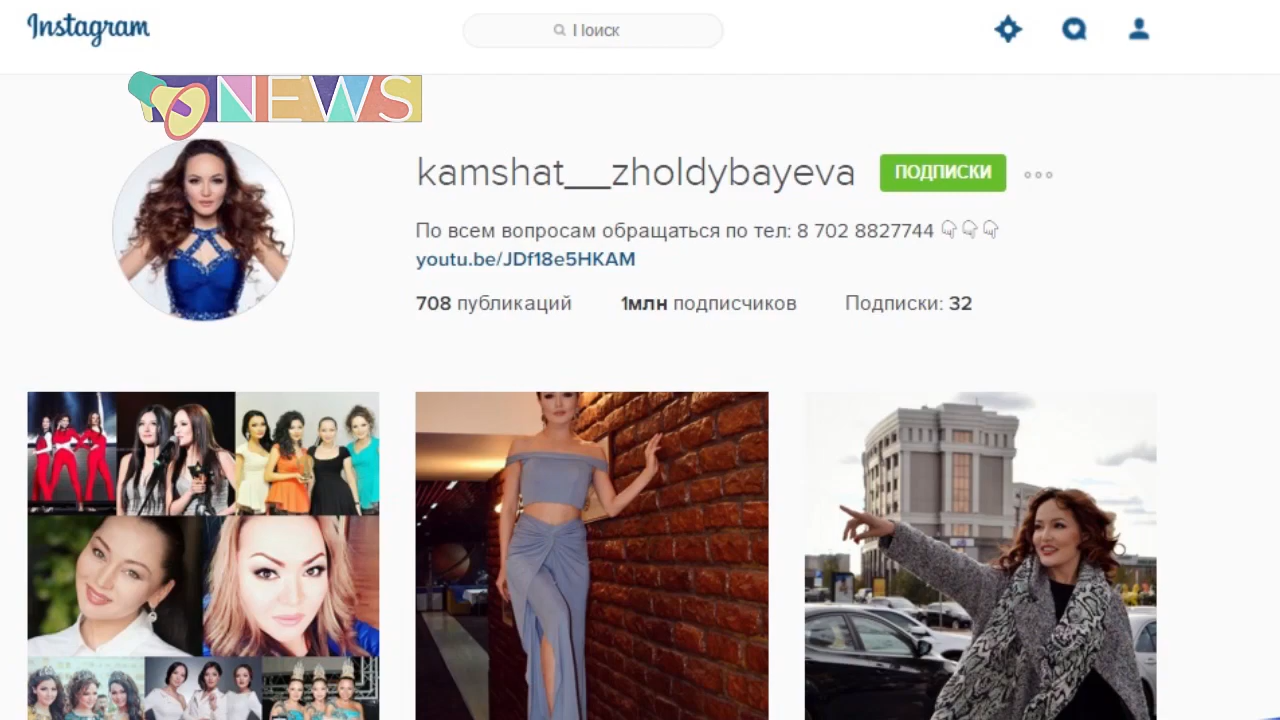 Instagram
Поиск
NEWS
kamshat__zholdybayeva
ПОДПИСКИ
По всем вопросам обращаться по тел: 8 702 8827744 👇👇👇
youtu.be/JDf18e5HKAM
708 публикаций 1млн подписчиков Подписки: 32